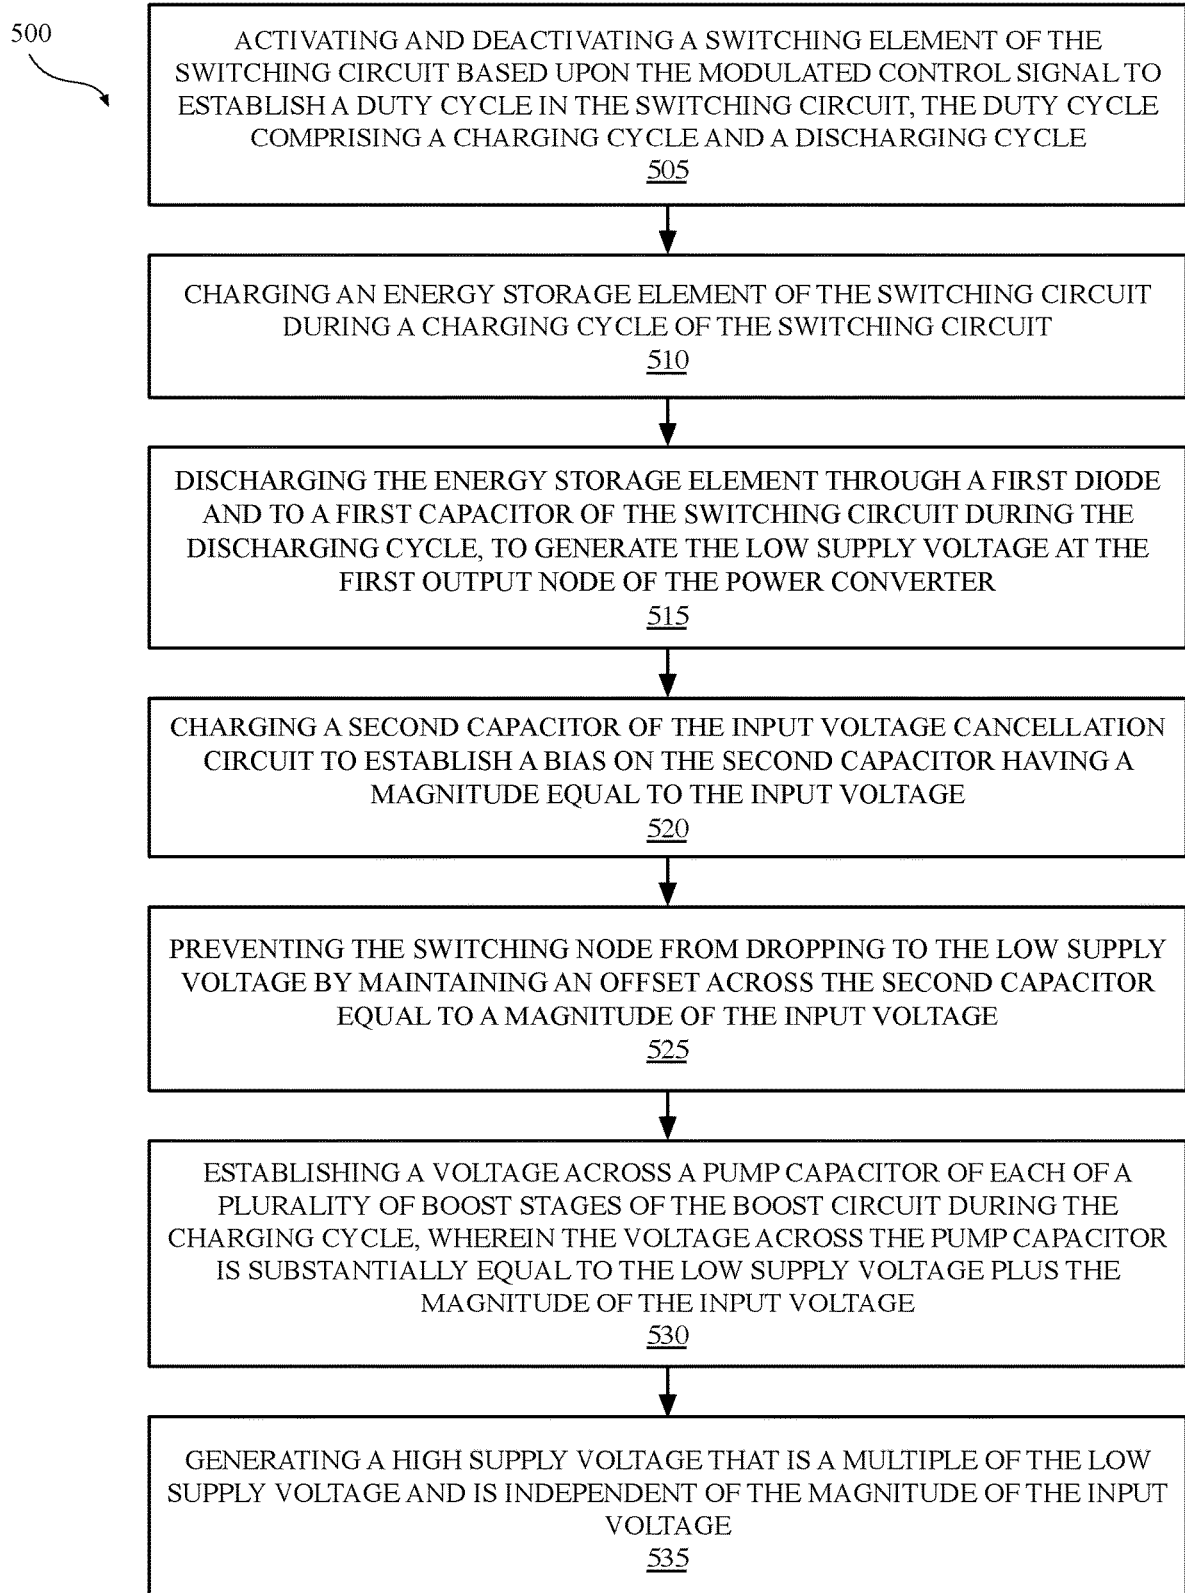 500
ACTIVATING AND DEACTIVATING A SWITCHING ELEMENT OF THE
SWITCHING CIRCUIT BASED UPON THE MODULATED CONTROL SIGNAL TO
ESTABLISH A DUTY CYCLE IN THE SWITCHING CIRCUIT, THE DUTY CYCLE
COMPRISING A CHARGING CYCLE AND A DISCHARGING CYCLE
505
CHARGING AN ENERGY STORAGE ELEMENT OF THE SWITCHING CIRCUIT
DURING A CHARGING CYCLE OF THE SWITCHING CIRCUIT
510
DISCHARGING THE ENERGY STORAGE ELEMENT THROUGH A FIRST DIODE
AND TO A FIRST CAPACITOR OF THE SWITCHING CIRCUIT DURING THE
DISCHARGING CYCLE, TO GENERATE THE LOW SUPPLY VOLTAGE AT THE
FIRST OUTPUT NODE OF THE POWER CONVERTER
515
CHARGING A SECOND CAPACITOR OF THE INPUT VOLTAGE CANCELLATION
CIRCUIT TO ESTABLISH A BIAS ON THE SECOND CAPACITOR HAVING A
MAGNITUDE EQUAL TO THE INPUT VOLTAGE
520
PREVENTING THE SWITCHING NODE FROM DROPPING TO THE LOW SUPPLY
VOLTAGE BY MAINTAINING AN OFFSET ACROSS THE SECOND CAPACITOR
EQUAL TO A MAGNITUDE OF THE INPUT VOLTAGE
525
ESTABLISHING A VOLTAGE ACROSS A PUMP CAPACITOR OF EACH OF A
PLURALITY OF BOOST STAGES OF THE BOOST CIRCUIT DURING THE
CHARGING CYCLE, WHEREIN THE VOLTAGE ACROSS THE PUMP CAPACITOR
IS SUBSTANTIALLY EQUAL TO THE LOW SUPPLY VOLTAGE PLUS THE
MAGNITUDE OF THE INPUT VOLTAGE
530
GENERATING A HIGH SUPPLY VOLTAGE THAT IS A MULTIPLE OF THE LOW
SUPPLY VOLTAGE AND IS INDEPENDENT OF THE MAGNITUDE OF THE INPUT
VOLTAGE
535